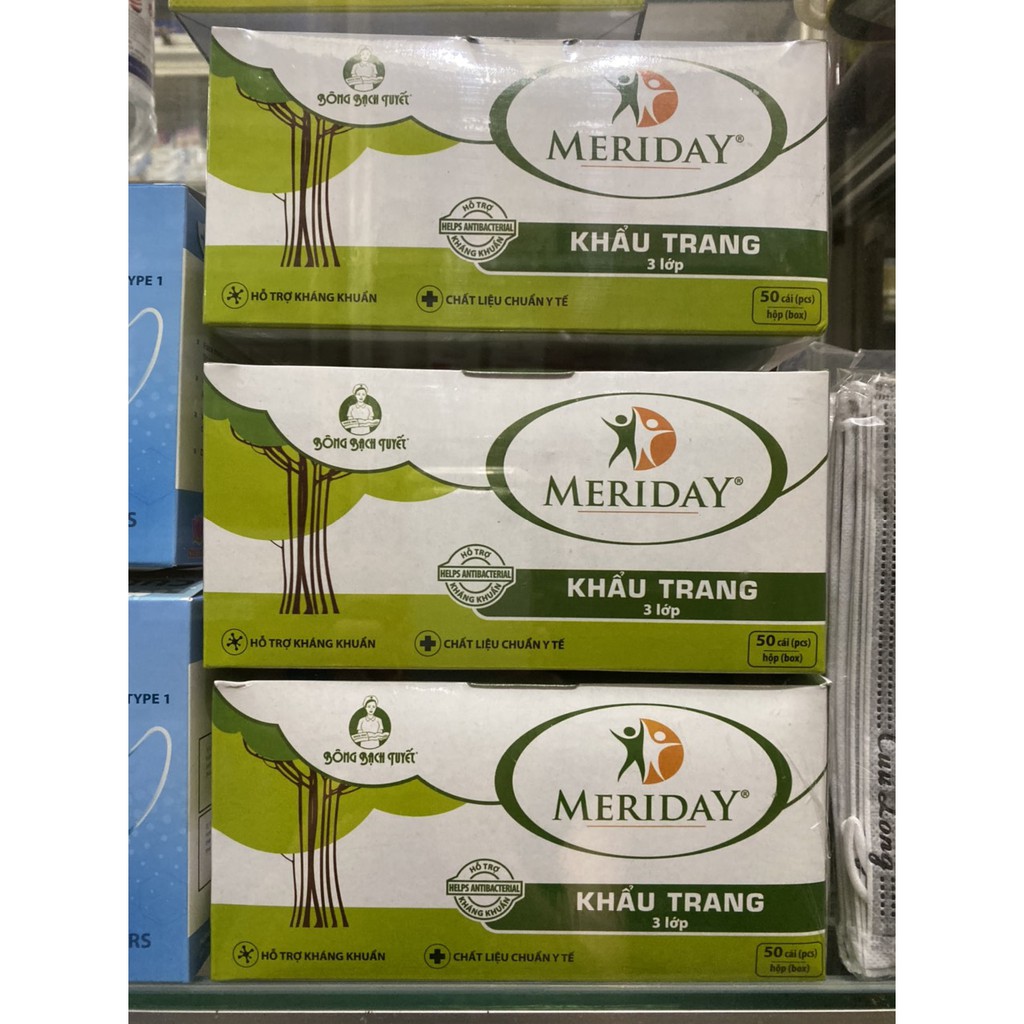 BÔNG BẠCH TUYẾT
MERIDAY®
HỖ TRỢ
HELPS ANTIBACTERIAL
KHÁNG KHUẨN
KHẨU TRANG
3 lớp
HỖ TRỢ KHÁNG KHUẨN
CHẤT LIỆU CHUẨN Y TẾ
50 cái (pcs)
hộp (box)
YPE 1
BÔNG BẠCH TUYẾT
MERIDAY®
HỖ TRỢ
HELPS ANTIBACTERIAL
KHÁNG KHUẨN
KHẨU TRANG
3 lớp
HỖ TRỢ KHÁNG KHUẨN
CHẤT LIỆU CHUẨN Y TẾ
50 cái (pcs)
hộp (box)
S
TYPE 1
BÔNG BẠCH TUYẾT
MERIDAY®
HỖ TRỢ
HELPS ANTIBACTERIAL
KHÁNG KHUẨN
KHẨU TRANG
3 lớp
HỖ TRỢ KHÁNG KHUẨN
CHẤT LIỆU CHUẨN Y TẾ
50 cái (pcs)
hộp (box)
RS
Cuu Long